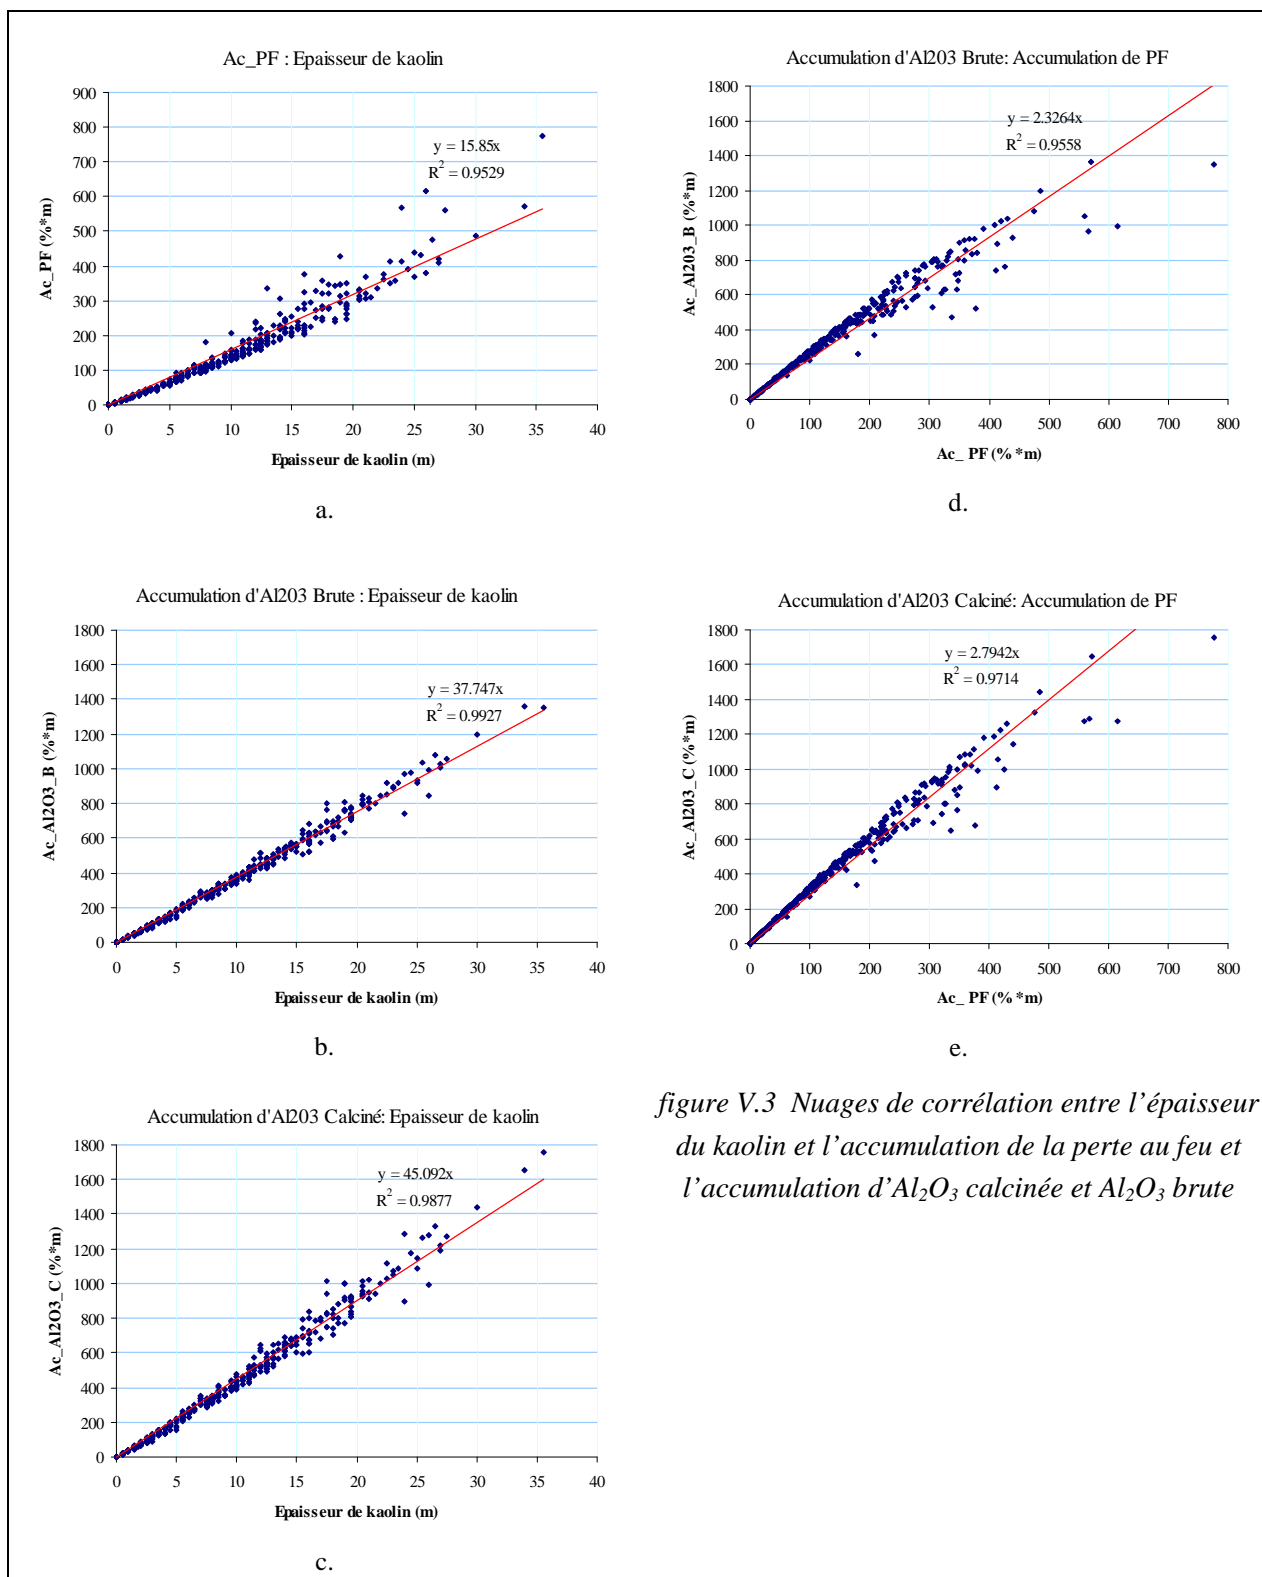 Ac_PF : Epaisseur de kaolin
900
800
700
600
500
400
300
200
100
0
Ac_PF (%*m)
y = 15.85x
R² = 0.9529
0 5 10 15 20 25 30 35 40
Epaisseur de kaolin (m)
a.
Accumulation d'Al203 Brute : Epaisseur de kaolin
1800
1600
1400
1200
1000
800
600
400
200
0
Ac_Al2O3_B (%*m)
y = 37.747x
R² = 0.9927
0 5 10 15 20 25 30 35 40
Epaisseur de kaolin (m)
b.
Accumulation d'Al203 Calciné: Epaisseur de kaolin
1800
1600
1400
1200
1000
800
600
400
200
0
Ac_Al2O3_C (%*m)
y = 45.092x
R² = 0.9877
0 5 10 15 20 25 30 35 40
Epaisseur de kaolin (m)
c.
Accumulation d'Al203 Brute: Accumulation de PF
1800
1600
1400
1200
1000
800
600
400
200
0
Ac_Al203_B (%*m)
y = 2.3264x
R² = 0.9558
0 100 200 300 400 500 600 700 800
Ac_ PF (% *m)
d.
Accumulation d'Al203 Calciné: Accumulation de PF
1800
1600
1400
1200
1000
800
600
400
200
0
Ac_Al203_C (%*m)
y = 2.7942x
R² = 0.9714
0 100 200 300 400 500 600 700 800
Ac_ PF (% *m)
e.
figure V.3 Nuages de corrélation entre l’épaisseur
du kaolin et l’accumulation de la perte au feu et
l’accumulation d’Al₂O₃ calcinée et Al₂O₃ brute